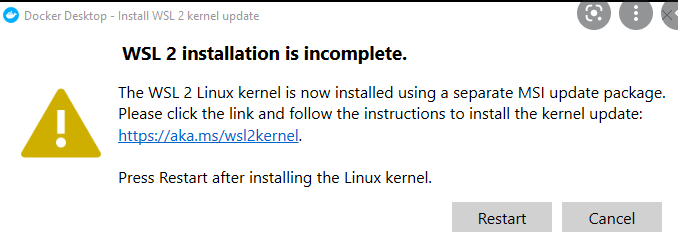 Docker Desktop - Install WSL 2 kernel update
WSL 2 installation is incomplete.
The WSL 2 Linux kernel is now installed using a separate MSI update package.
Please click the link and follow the instructions to install the kernel update:
https://aka.ms/wsl2kernel.
Press Restart after installing the Linux kernel.
Restart
Cancel